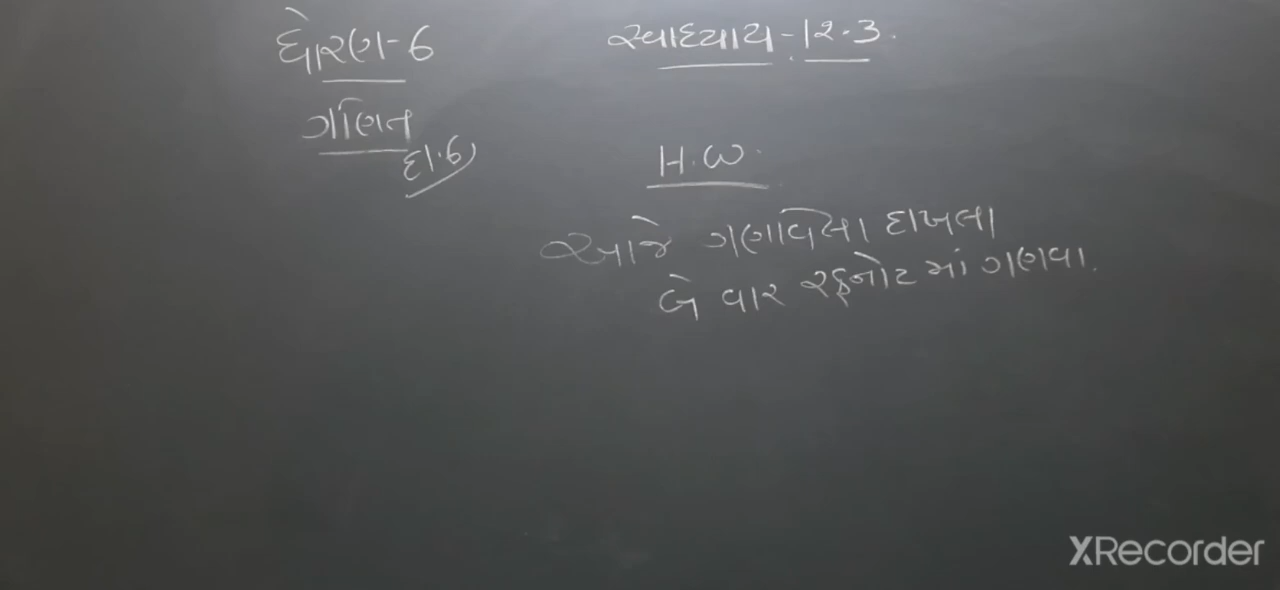 ધોરણ-6
સ્વાધ્યાય-12.3.
ગણિત
દા.6)
H.W.
આજે ગણાવેલા દાખલા
બે વાર રફનોટ માં ગણવા.
XRecorder